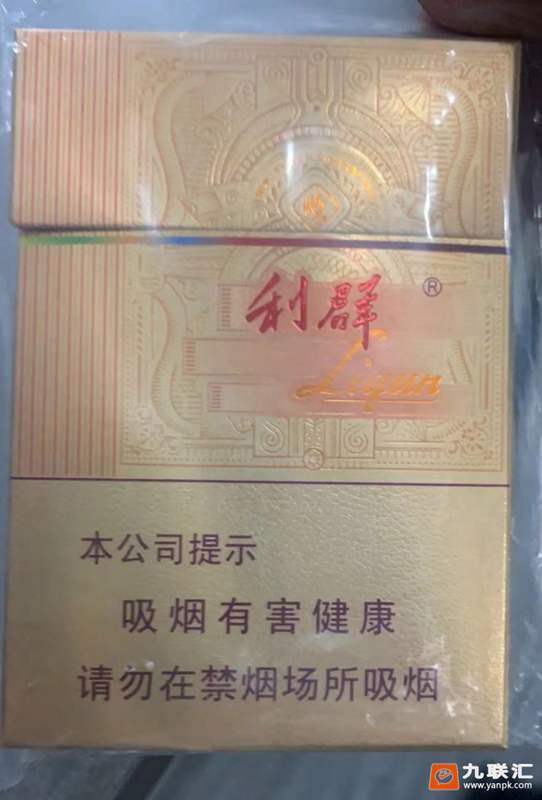 利群
®
Liqun
本公司提示
吸烟有害健康
请勿在禁烟场所吸烟
九联汇
www.yanpk.com